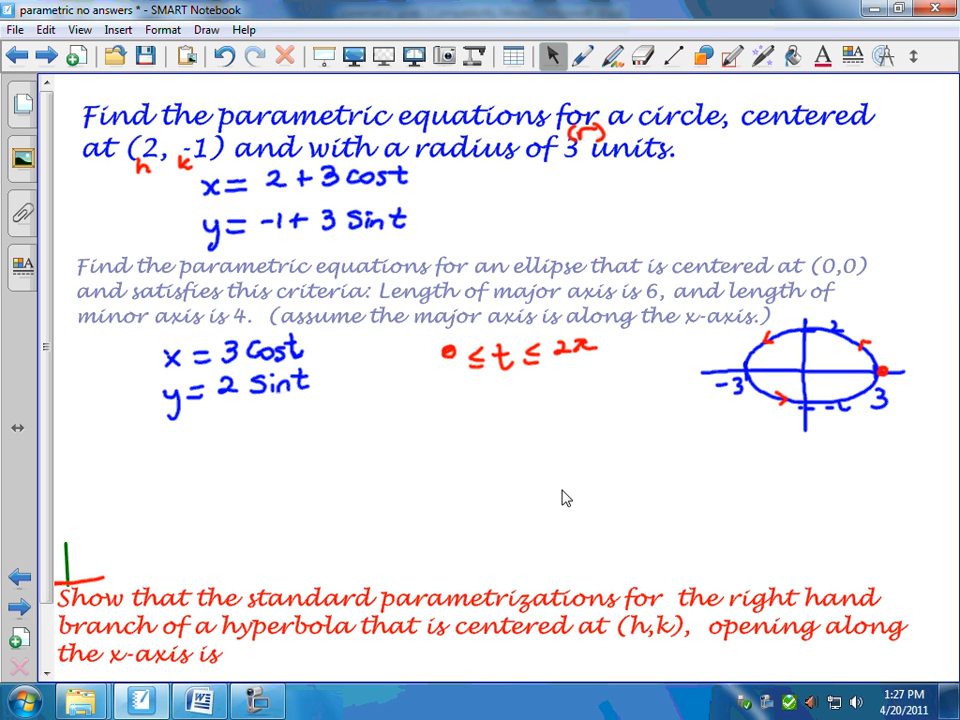 parametric no answers * - SMART Notebook
File Edit View Insert Format Draw Help
Find the parametric equations for a circle, centered
at (2, -1) and with a radius of 3 units.
h k (r)
x = 2 + 3 cost
y = -1 + 3 Sint
Find the parametric equations for an ellipse that is centered at (0,0)
and satisfies this criteria: Length of major axis is 6, and length of
minor axis is 4. (assume the major axis is along the x-axis.)
x = 3 Cost
y = 2 Sint
≤ t ≤ 2π
2
-3
3
-2
Show that the standard parametrizations for the right hand
branch of a hyperbola that is centered at (h,k), opening along
the x-axis is
1:27 PM
4/20/2011